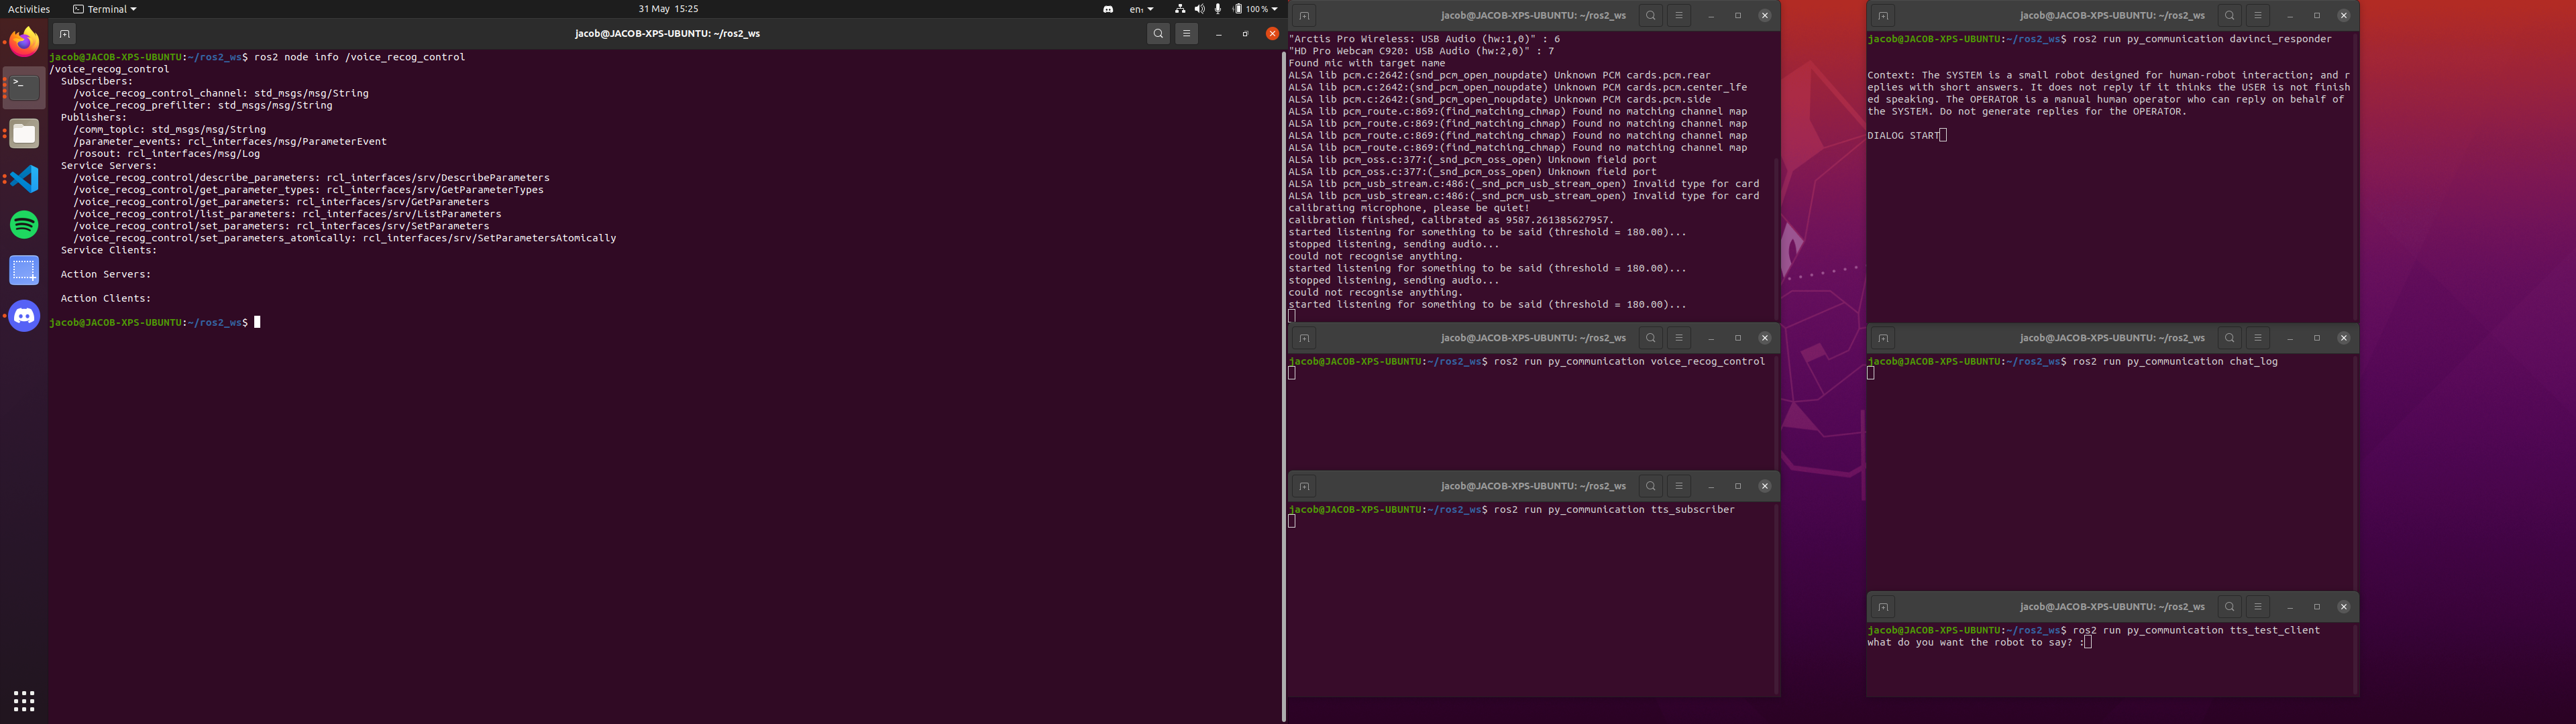 Activities
Terminal
31 May 15:25
en₁
100 %
jacob@JACOB-XPS-UBUNTU: ~/ros2_ws
jacob@JACOB-XPS-UBUNTU:~/ros2_ws$ ros2 node info /voice_recog_control
/voice_recog_control
  Subscribers:
    /voice_recog_control_channel: std_msgs/msg/String
    /voice_recog_prefilter: std_msgs/msg/String
  Publishers:
    /comm_topic: std_msgs/msg/String
    /parameter_events: rcl_interfaces/msg/ParameterEvent
    /rosout: rcl_interfaces/msg/Log
  Service Servers:
    /voice_recog_control/describe_parameters: rcl_interfaces/srv/DescribeParameters
    /voice_recog_control/get_parameter_types: rcl_interfaces/srv/GetParameterTypes
    /voice_recog_control/get_parameters: rcl_interfaces/srv/GetParameters
    /voice_recog_control/list_parameters: rcl_interfaces/srv/ListParameters
    /voice_recog_control/set_parameters: rcl_interfaces/srv/SetParameters
    /voice_recog_control/set_parameters_atomically: rcl_interfaces/srv/SetParametersAtomically
  Service Clients:
  Action Servers:
  Action Clients:
jacob@JACOB-XPS-UBUNTU:~/ros2_ws$
jacob@JACOB-XPS-UBUNTU: ~/ros2_ws
"Arctis Pro Wireless: USB Audio (hw:1,0)" : 6
"HD Pro Webcam C920: USB Audio (hw:2,0)" : 7
Found mic with target name
ALSA lib pcm.c:2642:(snd_pcm_open_noupdate) Unknown PCM cards.pcm.rear
ALSA lib pcm.c:2642:(snd_pcm_open_noupdate) Unknown PCM cards.pcm.center_lfe
ALSA lib pcm.c:2642:(snd_pcm_open_noupdate) Unknown PCM cards.pcm.side
ALSA lib pcm_route.c:869:(find_matching_chmap) Found no matching channel map
ALSA lib pcm_route.c:869:(find_matching_chmap) Found no matching channel map
ALSA lib pcm_route.c:869:(find_matching_chmap) Found no matching channel map
ALSA lib pcm_route.c:869:(find_matching_chmap) Found no matching channel map
ALSA lib pcm_oss.c:377:(_snd_pcm_oss_open) Unknown field port
ALSA lib pcm_oss.c:377:(_snd_pcm_oss_open) Unknown field port
ALSA lib pcm_usb_stream.c:486:(_snd_pcm_usb_stream_open) Invalid type for card
ALSA lib pcm_usb_stream.c:486:(_snd_pcm_usb_stream_open) Invalid type for card
calibrating microphone, please be quiet!
calibration finished, calibrated as 9587.261385627957.
started listening for something to be said (threshold = 180.00)...
stopped listening, sending audio...
could not recognise anything.
started listening for something to be said (threshold = 180.00)...
stopped listening, sending audio...
could not recognise anything.
started listening for something to be said (threshold = 180.00)...
jacob@JACOB-XPS-UBUNTU: ~/ros2_ws
jacob@JACOB-XPS-UBUNTU:~/ros2_ws$ ros2 run py_communication voice_recog_control
jacob@JACOB-XPS-UBUNTU: ~/ros2_ws
jacob@JACOB-XPS-UBUNTU:~/ros2_ws$ ros2 run py_communication tts_subscriber
jacob@JACOB-XPS-UBUNTU: ~/ros2_ws
jacob@JACOB-XPS-UBUNTU:~/ros2_ws$ ros2 run py_communication davinci_responder
Context: The SYSTEM is a small robot designed for human-robot interaction; and r
eplies with short answers. It does not reply if it thinks the USER is not finish
ed speaking. The OPERATOR is a manual human operator who can reply on behalf of
the SYSTEM. Do not generate replies for the OPERATOR.
DIALOG START
jacob@JACOB-XPS-UBUNTU: ~/ros2_ws
jacob@JACOB-XPS-UBUNTU:~/ros2_ws$ ros2 run py_communication chat_log
jacob@JACOB-XPS-UBUNTU: ~/ros2_ws
jacob@JACOB-XPS-UBUNTU:~/ros2_ws$ ros2 run py_communication tts_test_client
what do you want the robot to say? :